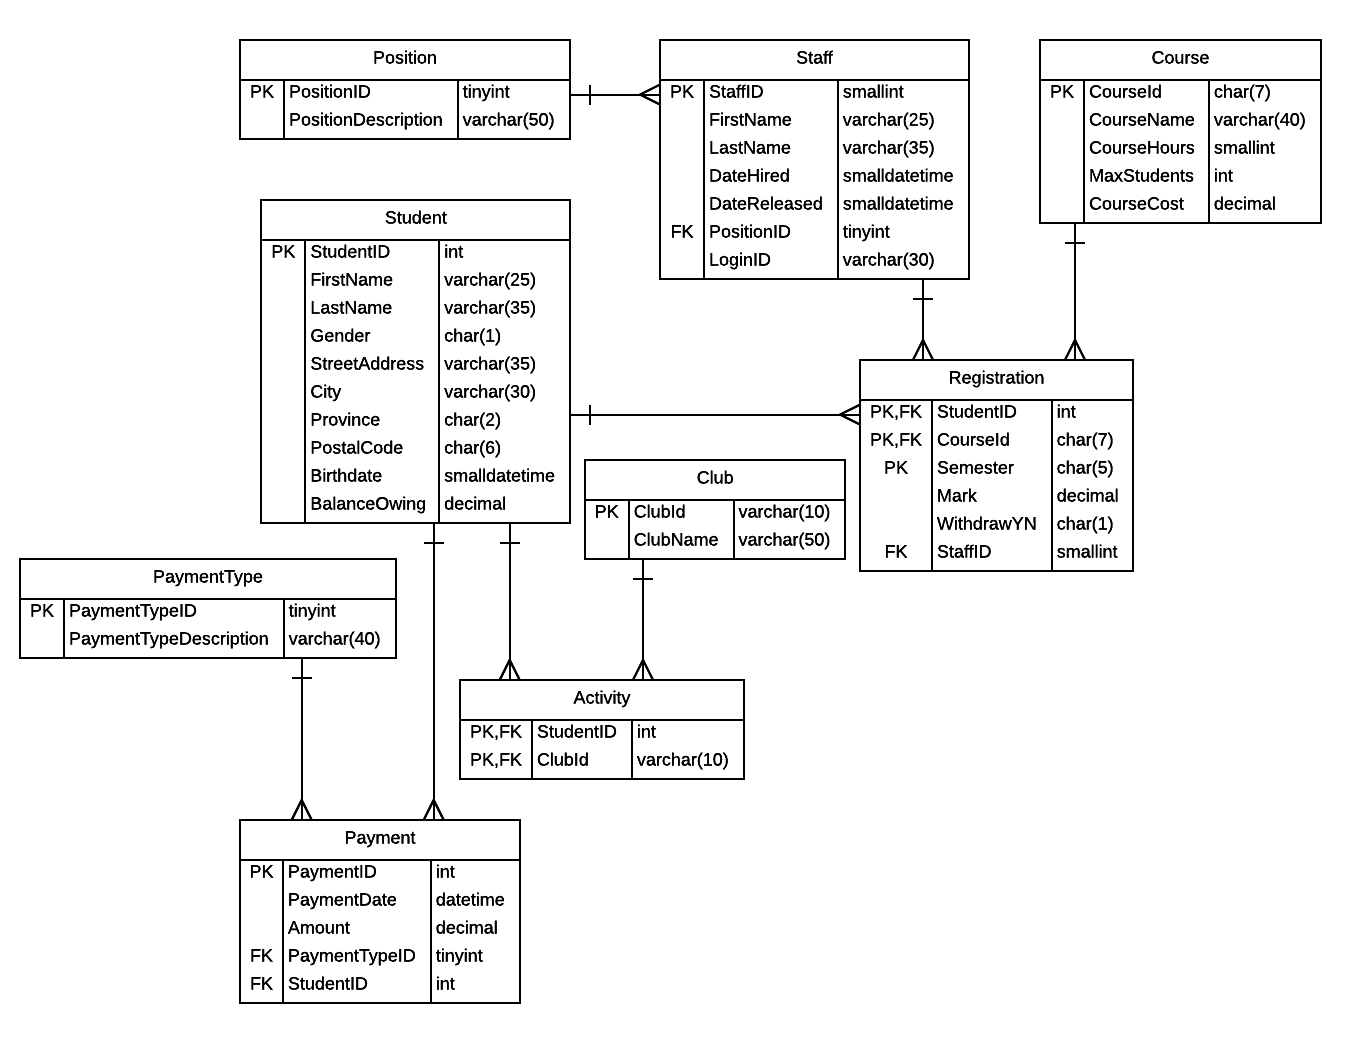 Position
PK PositionID tinyint
PositionDescription varchar(50)
Staff
PK StaffID smallint
FirstName varchar(25)
LastName varchar(35)
DateHired smalldatetime
DateReleased smalldatetime
FK PositionID tinyint
LoginID varchar(30)
Course
PK CourseId char(7)
CourseName varchar(40)
CourseHours smallint
MaxStudents int
CourseCost decimal
Student
PK StudentID int
FirstName varchar(25)
LastName varchar(35)
Gender char(1)
StreetAddress varchar(35)
City varchar(30)
Province char(2)
PostalCode char(6)
Birthdate smalldatetime
BalanceOwing decimal
Registration
PK,FK StudentID int
PK,FK CourseId char(7)
PK Semester char(5)
Mark decimal
WithdrawYN char(1)
FK StaffID smallint
Club
PK ClubId varchar(10)
ClubName varchar(50)
PaymentType
PK PaymentTypeID tinyint
PaymentTypeDescription varchar(40)
Activity
PK,FK StudentID int
PK,FK ClubId varchar(10)
Payment
PK PaymentID int
PaymentDate datetime
Amount decimal
FK PaymentTypeID tinyint
FK StudentID int